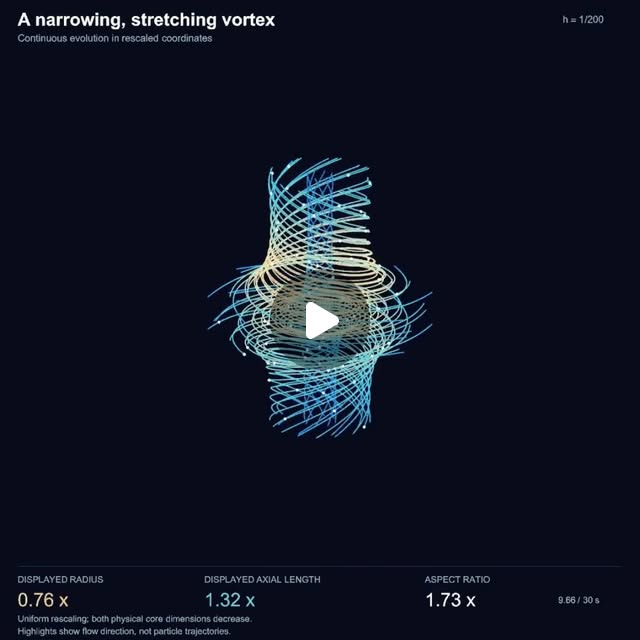 A narrowing, stretching vortex
h = 1/200
Continuous evolution in rescaled coordinates
DISPLAYED RADIUS
DISPLAYED AXIAL LENGTH
ASPECT RATIO
0.76 x
1.32 x
1.73 x
9.66 / 30 s
Uniform rescaling; both physical core dimensions decrease.
Highlights show flow direction, not particle trajectories.